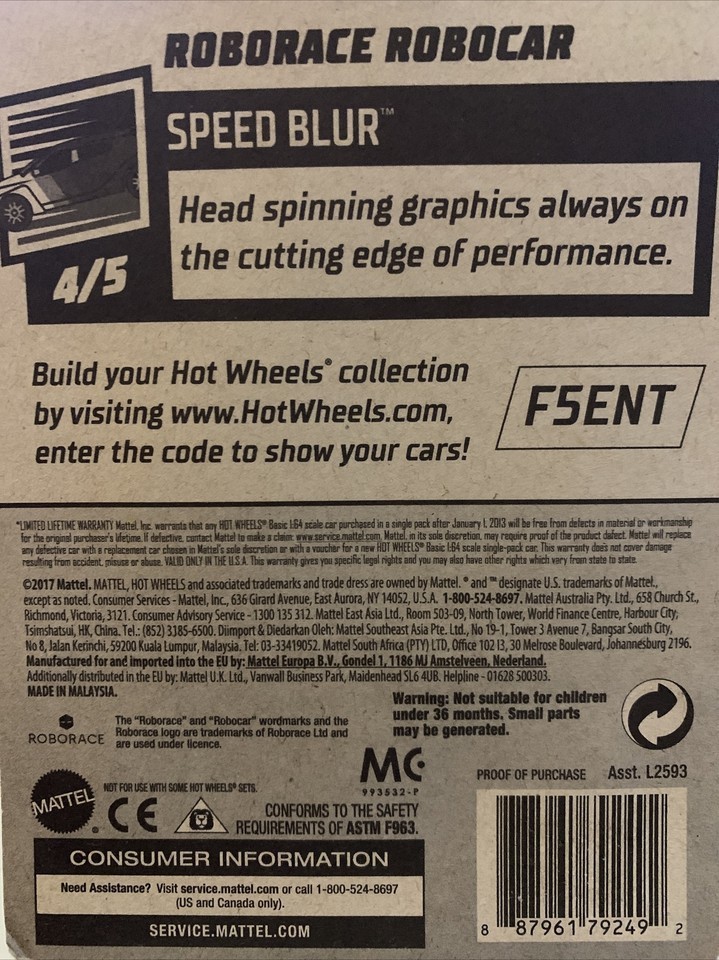 ROBORACE ROBOCAR
SPEED BLUR™
Head spinning graphics always on
the cutting edge of performance.
4/5
Build your Hot Wheels® collection
by visiting www.HotWheels.com,
enter the code to show your cars!
F5ENT
*LIMITED LIFETIME WARRANTY Mattel, Inc. warrants that any HOT WHEELS® Basic 1:64 scale car purchased in a single pack after January 1, 2013 will be free from defects in material or workmanship
for the original purchaser's lifetime. If defective, contact Mattel to make a claim: www.service.mattel.com. Mattel, in its sole discretion, may require proof of the product defect. Mattel will replace
any defective car with a replacement car chosen in Mattel's sole discretion or with a voucher for a new HOT WHEELS® Basic 1:64 scale single-pack car. This warranty does not cover damage
resulting from accident, misuse or abuse. VALID ONLY IN THE U.S.A. This warranty gives you specific legal rights and you may also have other rights which vary from state to state.
©2017 Mattel. MATTEL, HOT WHEELS and associated trademarks and trade dress are owned by Mattel. ® and ™ designate U.S. trademarks of Mattel,
except as noted. Consumer Services - Mattel, Inc., 636 Girard Avenue, East Aurora, NY 14052, U.S.A. 1-800-524-8697. Mattel Australia Pty. Ltd., 658 Church St.,
Richmond, Victoria, 3121. Consumer Advisory Service - 1300 135 312. Mattel East Asia Ltd., Room 503-09, North Tower, World Finance Centre, Harbour City,
Tsimshatsui, HK, China. Tel.: (852) 3185-6500. Diimport & Diedarkan Oleh: Mattel Southeast Asia Pte. Ltd., No 19-1, Tower 3 Avenue 7, Bangsar South City,
No 8, Jalan Kerinchi, 59200 Kuala Lumpur, Malaysia. Tel: 03-33419052. Mattel South Africa (PTY) LTD, Office 102 I3, 30 Melrose Boulevard, Johannesburg 2196.
Manufactured for and imported into the EU by: Mattel Europa B.V., Gondel 1, 1186 MJ Amstelveen, Nederland.
Additionally distributed in the EU by: Mattel U.K. Ltd., Vanwall Business Park, Maidenhead SL6 4UB. Helpline - 01628 500303.
MADE IN MALAYSIA.
Warning: Not suitable for children
under 36 months. Small parts
may be generated.
ROBORACE
The "Roborace" and "Robocar" wordmarks and the
Roborace logo are trademarks of Roborace Ltd and
are used under licence.
MC
993532-P
PROOF OF PURCHASE Asst. L2593
MATTEL®
NOT FOR USE WITH SOME HOT WHEELS® SETS.
CE
CONFORMS TO THE SAFETY
REQUIREMENTS OF ASTM F963.
CONSUMER INFORMATION
Need Assistance? Visit service.mattel.com or call 1-800-524-8697
(US and Canada only).
SERVICE.MATTEL.COM
8 87961 79249 2